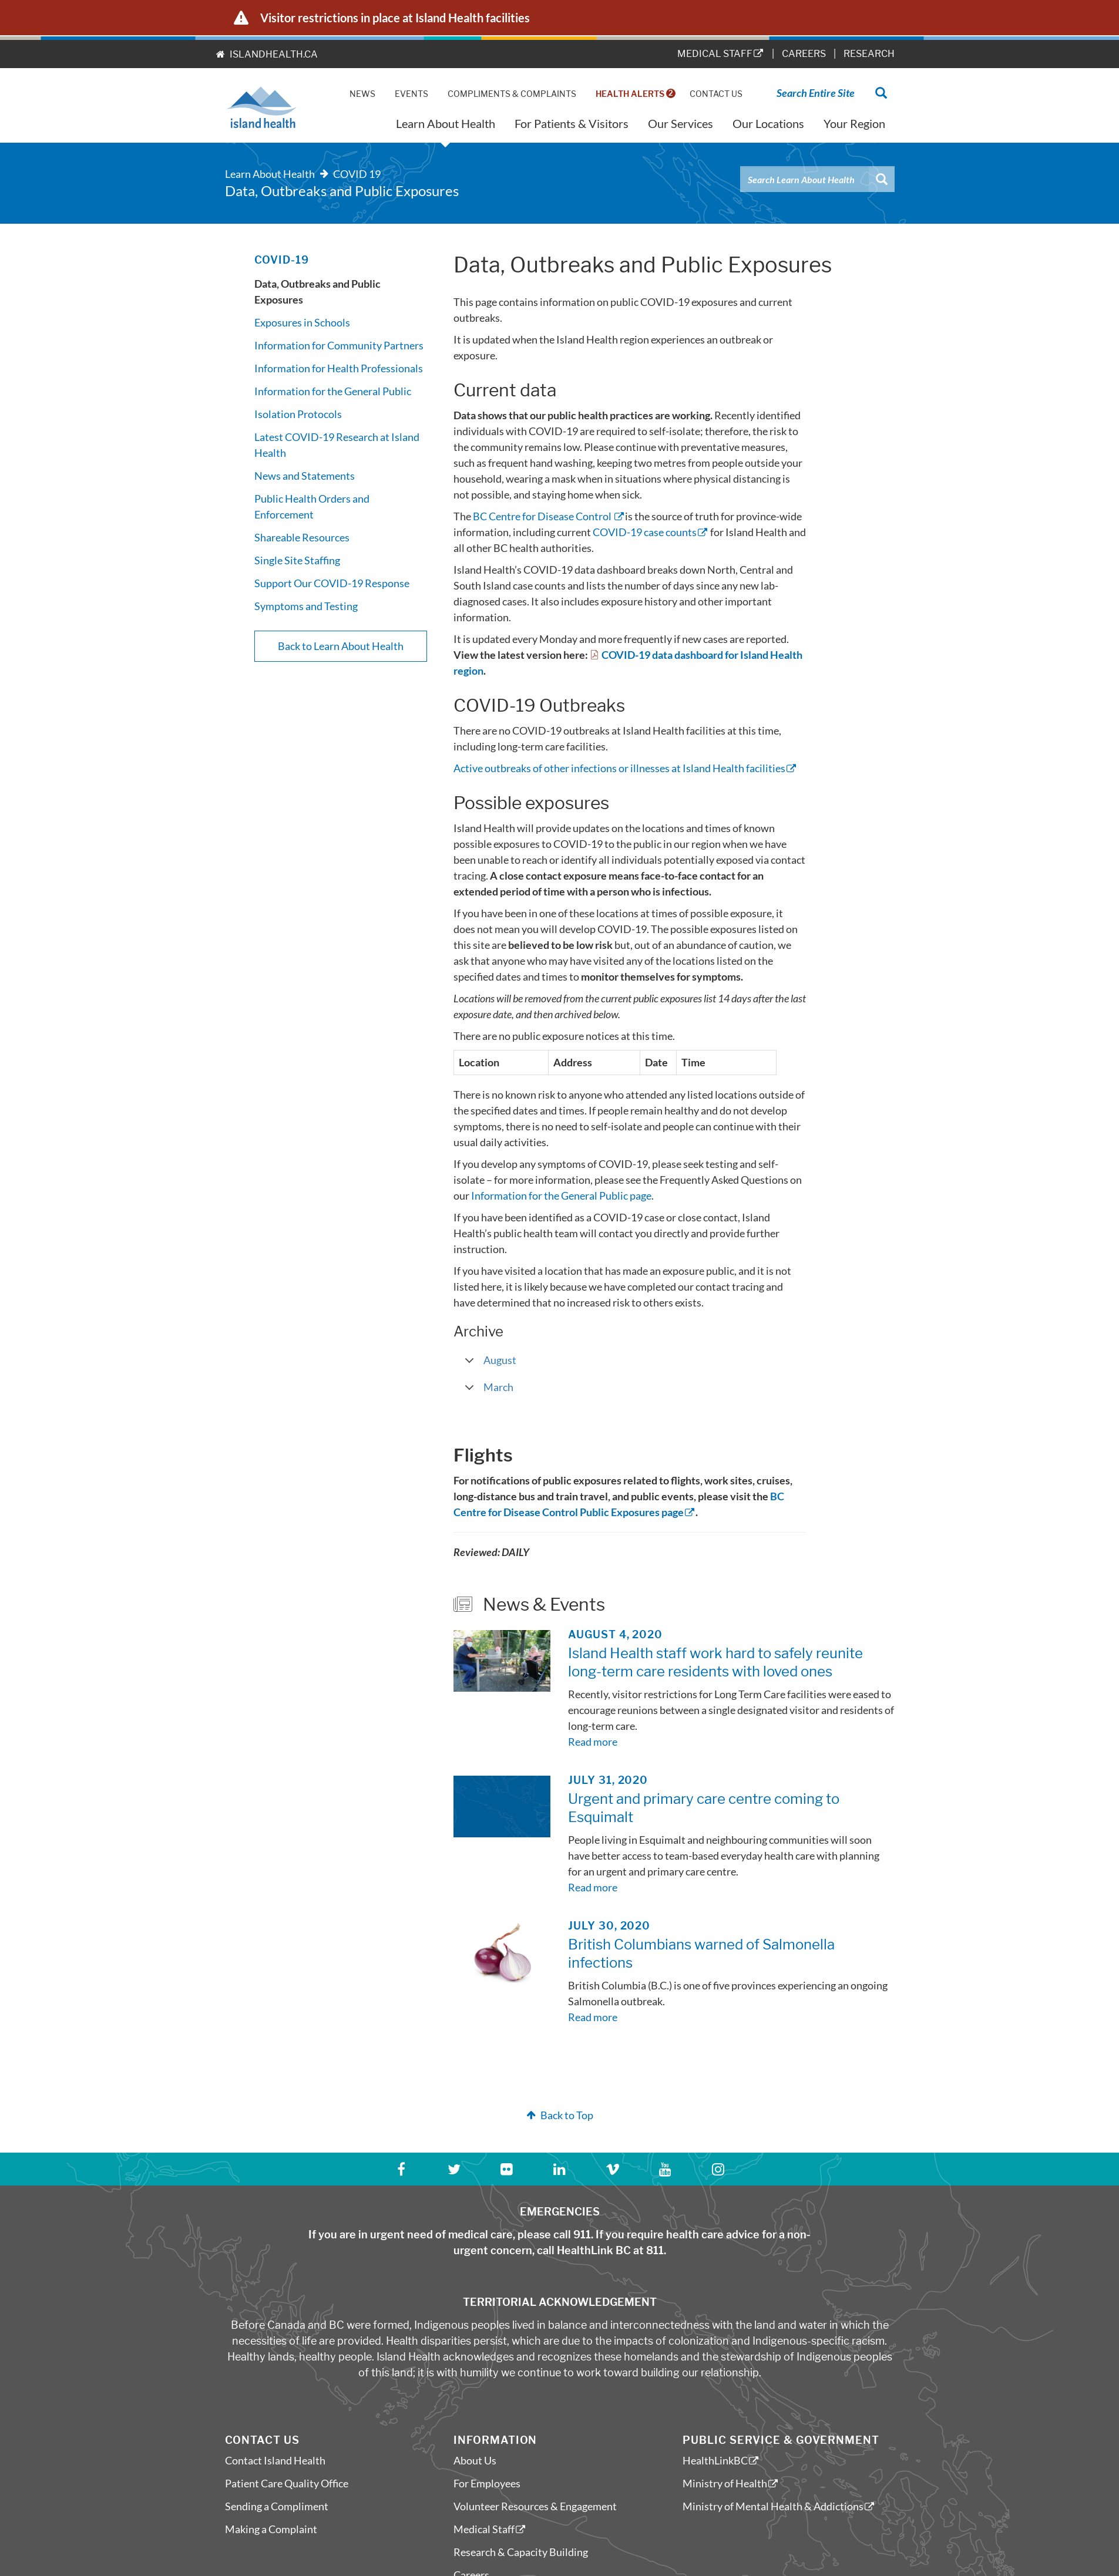 Visitor restrictions in place at Island Health facilities
ISLANDHEALTH.CA
MEDICAL STAFF | CAREERS | RESEARCH
island health
NEWS
EVENTS
COMPLIMENTS & COMPLAINTS
HEALTH ALERTS 2
CONTACT US
Search Entire Site
Learn About Health
For Patients & Visitors
Our Services
Our Locations
Your Region
Learn About Health
COVID 19
Data, Outbreaks and Public Exposures
Search Learn About Health
COVID-19
Data, Outbreaks and Public
Exposures
Exposures in Schools
Information for Community Partners
Information for Health Professionals
Information for the General Public
Isolation Protocols
Latest COVID-19 Research at Island
Health
News and Statements
Public Health Orders and
Enforcement
Shareable Resources
Single Site Staffing
Support Our COVID-19 Response
Symptoms and Testing
Back to Learn About Health
Data, Outbreaks and Public Exposures
This page contains information on public COVID-19 exposures and current
outbreaks.
It is updated when the Island Health region experiences an outbreak or
exposure.
Current data
Data shows that our public health practices are working. Recently identified
individuals with COVID-19 are required to self-isolate; therefore, the risk to
the community remains low. Please continue with preventative measures,
such as frequent hand washing, keeping two metres from people outside your
household, wearing a mask when in situations where physical distancing is
not possible, and staying home when sick.
The BC Centre for Disease Control is the source of truth for province-wide
information, including current COVID-19 case counts for Island Health and
all other BC health authorities.
Island Health's COVID-19 data dashboard breaks down North, Central and
South Island case counts and lists the number of days since any new lab-
diagnosed cases. It also includes exposure history and other important
information.
It is updated every Monday and more frequently if new cases are reported.
View the latest version here: COVID-19 data dashboard for Island Health
region.
COVID-19 Outbreaks
There are no COVID-19 outbreaks at Island Health facilities at this time,
including long-term care facilities.
Active outbreaks of other infections or illnesses at Island Health facilities
Possible exposures
Island Health will provide updates on the locations and times of known
possible exposures to COVID-19 to the public in our region when we have
been unable to reach or identify all individuals potentially exposed via contact
tracing. A close contact exposure means face-to-face contact for an
extended period of time with a person who is infectious.
If you have been in one of these locations at times of possible exposure, it
does not mean you will develop COVID-19. The possible exposures listed on
this site are believed to be low risk but, out of an abundance of caution, we
ask that anyone who may have visited any of the locations listed on the
specified dates and times to monitor themselves for symptoms.
Locations will be removed from the current public exposures list 14 days after the last
exposure date, and then archived below.
There are no public exposure notices at this time.
Location Address Date Time
There is no known risk to anyone who attended any listed locations outside of
the specified dates and times. If people remain healthy and do not develop
symptoms, there is no need to self-isolate and people can continue with their
usual daily activities.
If you develop any symptoms of COVID-19, please seek testing and self-
isolate – for more information, please see the Frequently Asked Questions on
our Information for the General Public page.
If you have been identified as a COVID-19 case or close contact, Island
Health's public health team will contact you directly and provide further
instruction.
If you have visited a location that has made an exposure public, and it is not
listed here, it is likely because we have completed our contact tracing and
have determined that no increased risk to others exists.
Archive
August
March
Flights
For notifications of public exposures related to flights, work sites, cruises,
long-distance bus and train travel, and public events, please visit the BC
Centre for Disease Control Public Exposures page.
Reviewed: DAILY
News & Events
AUGUST 4, 2020
Island Health staff work hard to safely reunite
long-term care residents with loved ones
Recently, visitor restrictions for Long Term Care facilities were eased to
encourage reunions between a single designated visitor and residents of
long-term care.
Read more
JULY 31, 2020
Urgent and primary care centre coming to
Esquimalt
People living in Esquimalt and neighbouring communities will soon
have better access to team-based everyday health care with planning
for an urgent and primary care centre.
Read more
JULY 30, 2020
British Columbians warned of Salmonella
infections
British Columbia (B.C.) is one of five provinces experiencing an ongoing
Salmonella outbreak.
Read more
Back to Top
EMERGENCIES
If you are in urgent need of medical care, please call 911. If you require health care advice for a non-
urgent concern, call HealthLink BC at 811.
TERRITORIAL ACKNOWLEDGEMENT
Before Canada and BC were formed, Indigenous peoples lived in balance and interconnectedness with the land and water in which the
necessities of life are provided. Health disparities persist, which are due to the impacts of colonization and Indigenous-specific racism.
Healthy lands, healthy people. Island Health acknowledges and recognizes these homelands and the stewardship of Indigenous peoples
of this land; it is with humility we continue to work toward building our relationship.
CONTACT US
Contact Island Health
Patient Care Quality Office
Sending a Compliment
Making a Complaint
INFORMATION
About Us
For Employees
Volunteer Resources & Engagement
Medical Staff
Research & Capacity Building
Careers
PUBLIC SERVICE & GOVERNMENT
HealthLinkBC
Ministry of Health
Ministry of Mental Health & Addictions